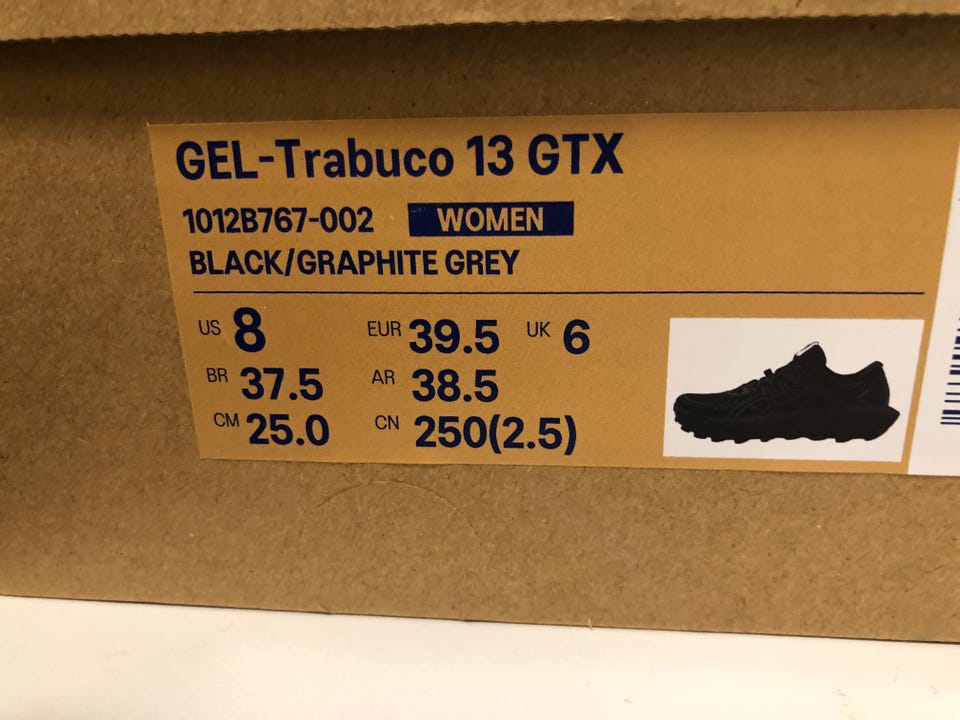 GEL-Trabuco 13 GTX
1012B767-002 WOMEN
BLACK/GRAPHITE GREY
US 8 EUR 39.5 UK 6
BR 37.5 AR 38.5
CM 25.0 CN 250(2.5)